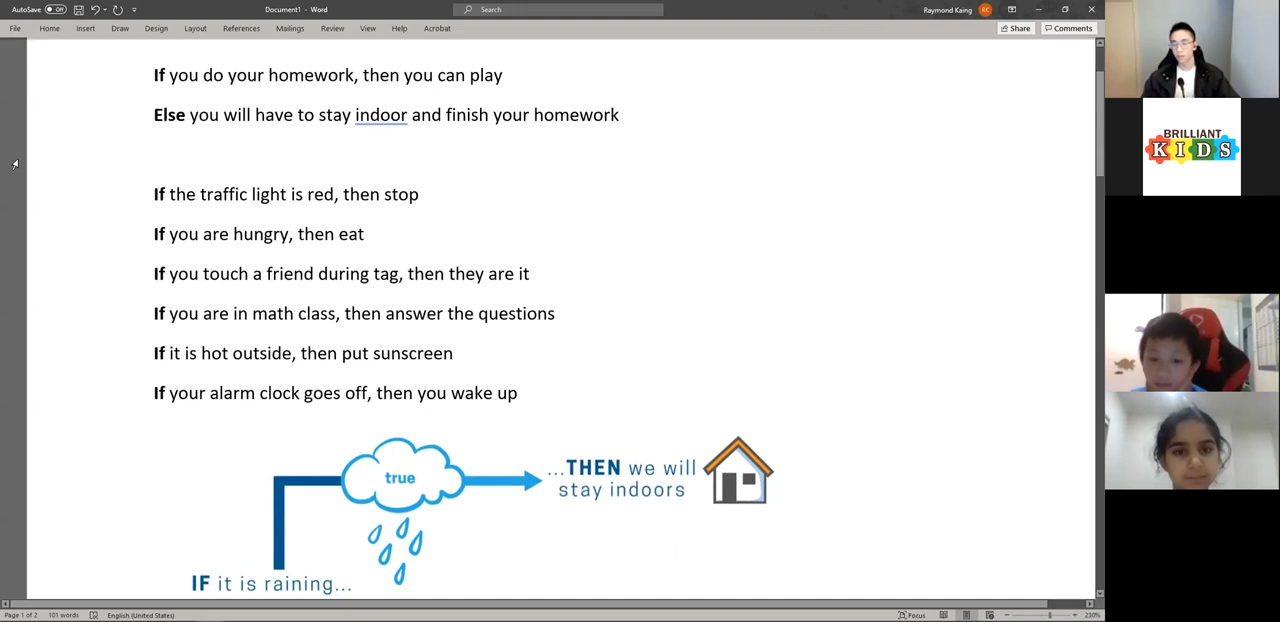 AutoSave Off
Document1 - Word
Search
Raymond Kaing RK
File Home Insert Draw Design Layout References Mailings Review View Help Acrobat
Share Comments
If you do your homework, then you can play
Else you will have to stay indoor and finish your homework
If the traffic light is red, then stop
If you are hungry, then eat
If you touch a friend during tag, then they are it
If you are in math class, then answer the questions
If it is hot outside, then put sunscreen
If your alarm clock goes off, then you wake up
true
...THEN we will
stay indoors
IF it is raining...
BRILLIANT
KIDS
Page 1 of 2 101 words English (United States)
Focus
230%